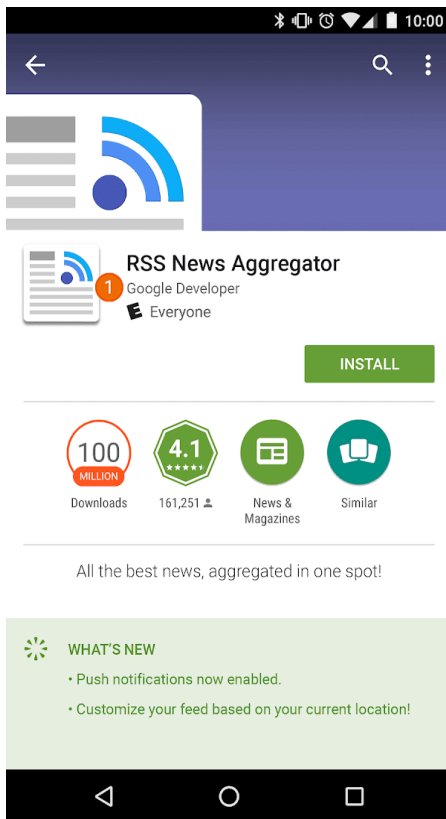 10:00
RSS News Aggregator
1
Google Developer
Everyone
INSTALL
100
MILLION
Downloads
4.1
161,251
News &
Magazines
Similar
All the best news, aggregated in one spot!
WHAT'S NEW
• Push notifications now enabled.
• Customize your feed based on your current location!